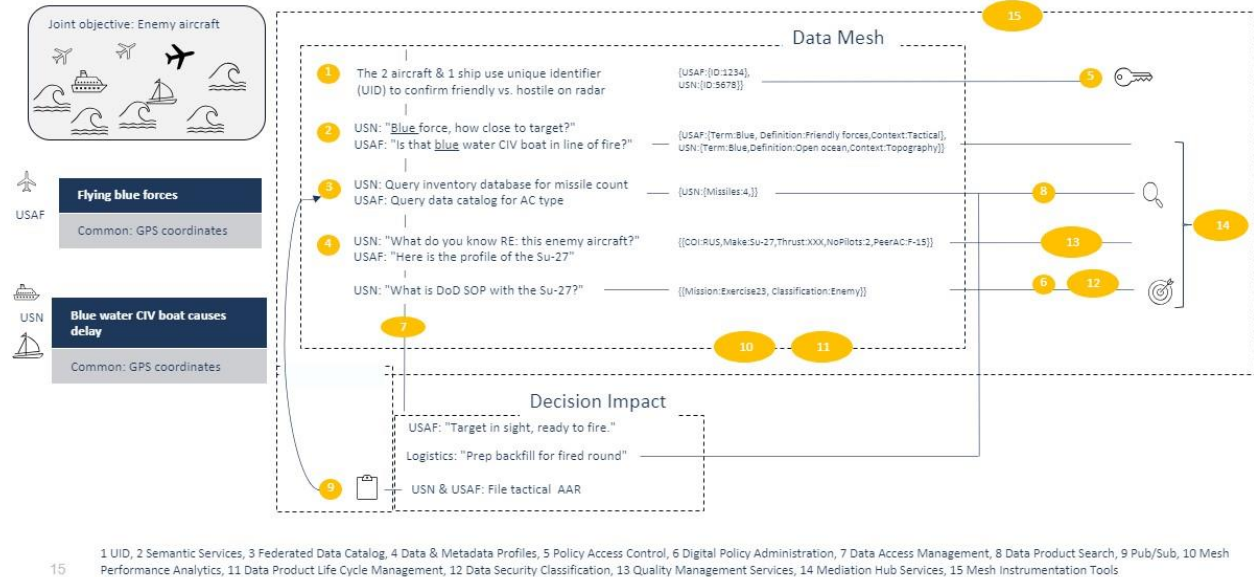 Joint objective: Enemy aircraft
15
Data Mesh
1
The 2 aircraft & 1 ship use unique identifier
(UID) to confirm friendly vs. hostile on radar
{USAF:{ID:1234},
USN:{ID:5678}}
5
2
USN: "Blue force, how close to target?"
USAF: "Is that blue water CIV boat in line of fire?"
{USAF:{Term:Blue, Definition:Friendly forces,Context:Tactical},
USN:{Term:Blue,Definition:Open ocean,Context:Topography}}
3
USN: Query inventory database for missile count
USAF: Query data catalog for AC type
{USN:{Missiles:4,}}
8
4
USN: "What do you know RE: this enemy aircraft?"
USAF: "Here is the profile of the Su-27"
{{COI:RUS,Make:Su-27,Thrust:XXX,NoPilots:2,PeerAC:F-15}}
13
14
USN: "What is DoD SOP with the Su-27?"
{{Mission:Exercise23, Classification:Enemy}}
6
12
7
10
11
USAF
Flying blue forces
Common: GPS coordinates
USN
Blue water CIV boat causes
delay
Common: GPS coordinates
Decision Impact
USAF: "Target in sight, ready to fire."
Logistics: "Prep backfill for fired round"
9
USN & USAF: File tactical AAR
1 UID, 2 Semantic Services, 3 Federated Data Catalog, 4 Data & Metadata Profiles, 5 Policy Access Control, 6 Digital Policy Administration, 7 Data Access Management, 8 Data Product Search, 9 Pub/Sub, 10 Mesh
Performance Analytics, 11 Data Product Life Cycle Management, 12 Data Security Classification, 13 Quality Management Services, 14 Mediation Hub Services, 15 Mesh Instrumentation Tools
15